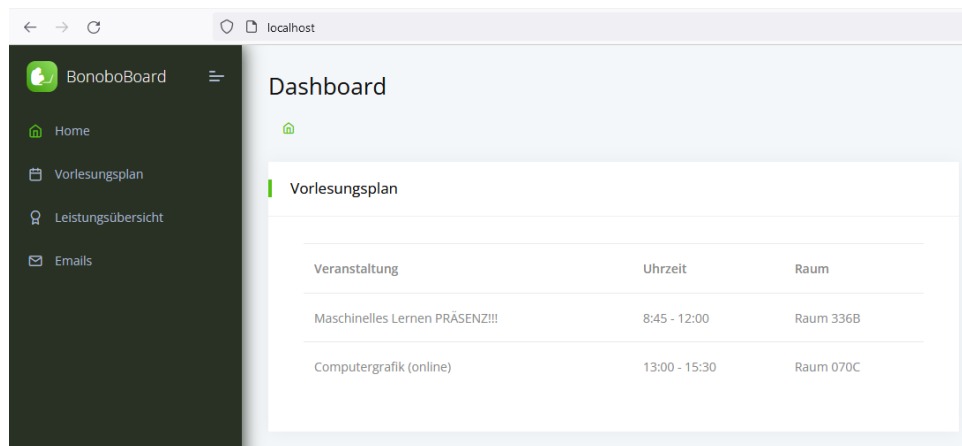 localhost
BonoboBoard
Home
Vorlesungsplan
Leistungsübersicht
Emails
Dashboard
Vorlesungsplan
Veranstaltung Uhrzeit Raum
Maschinelles Lernen PRÄSENZ!!! 8:45 - 12:00 Raum 336B
Computergrafik (online) 13:00 - 15:30 Raum 070C